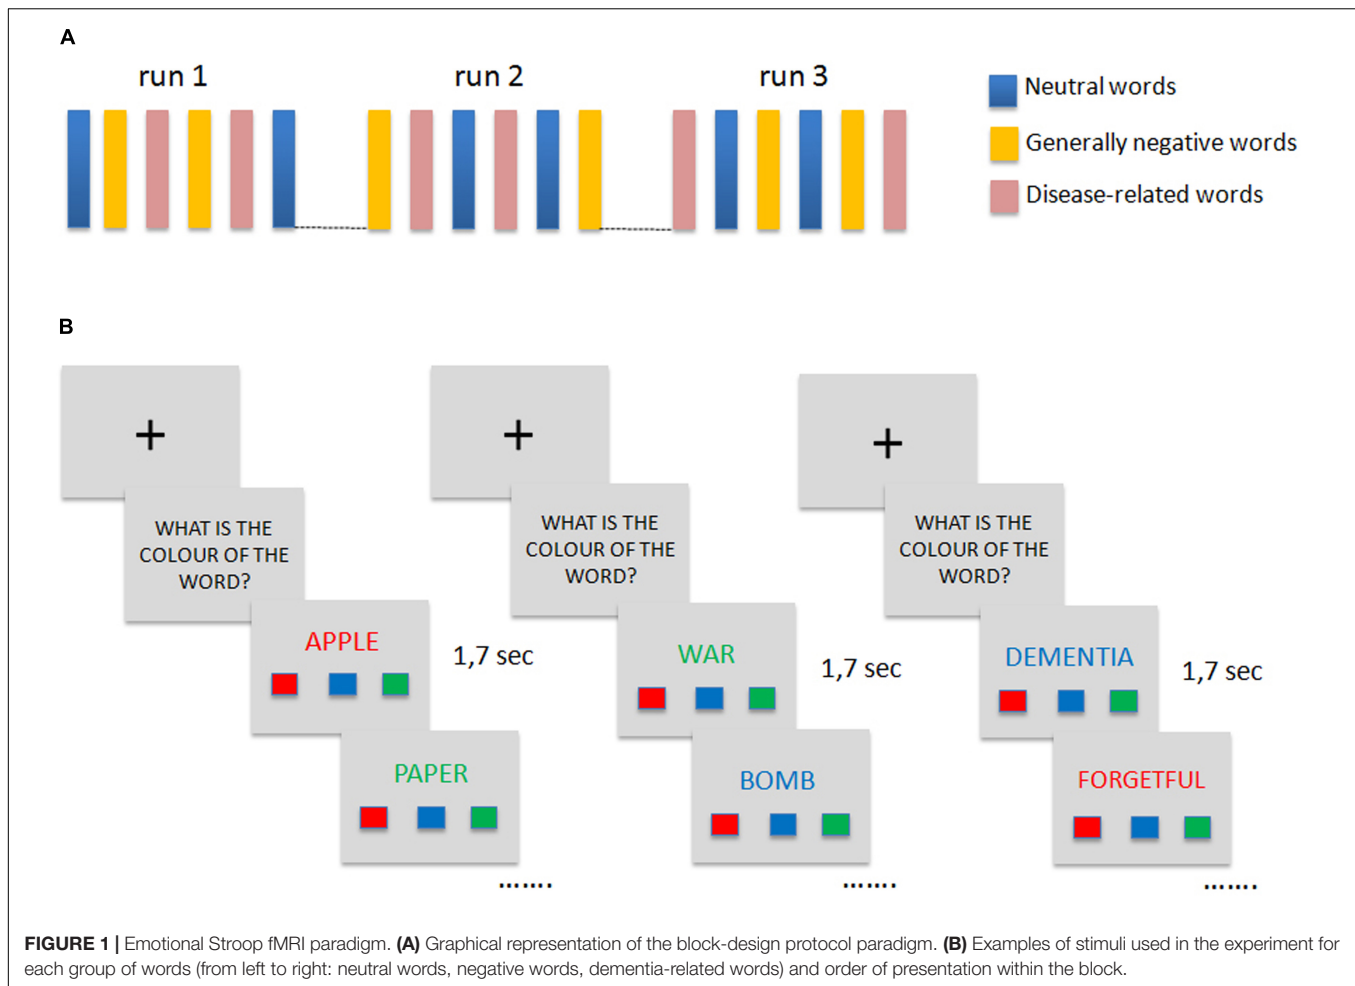 A
run 1
run 2
run 3
Neutral words
Generally negative words
Disease-related words
B
+
+
+
WHAT IS THE
COLOUR OF THE
WORD?
WHAT IS THE
COLOUR OF THE
WORD?
WHAT IS THE
COLOUR OF THE
WORD?
APPLE
1,7 sec
WAR
1,7 sec
DEMENTIA
1,7 sec
PAPER
BOMB
FORGETFUL
.......
.......
.......
FIGURE 1 | Emotional Stroop fMRI paradigm. (A) Graphical representation of the block-design protocol paradigm. (B) Examples of stimuli used in the experiment for
each group of words (from left to right: neutral words, negative words, dementia-related words) and order of presentation within the block.